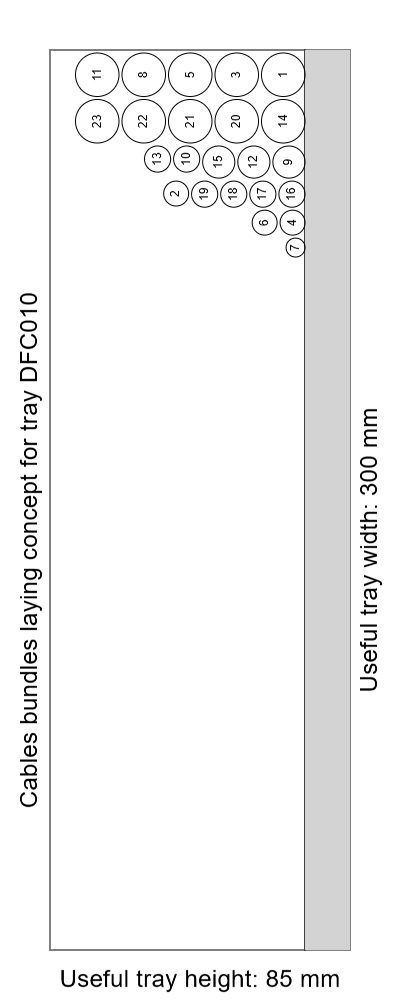 Cables bundles laying concept for tray DFC010
11 8 5 3 1
23 22 21 20 14
13 10 15 12 9
2 19 18 17 16
6 4
7
Useful tray width: 300 mm
Useful tray height: 85 mm